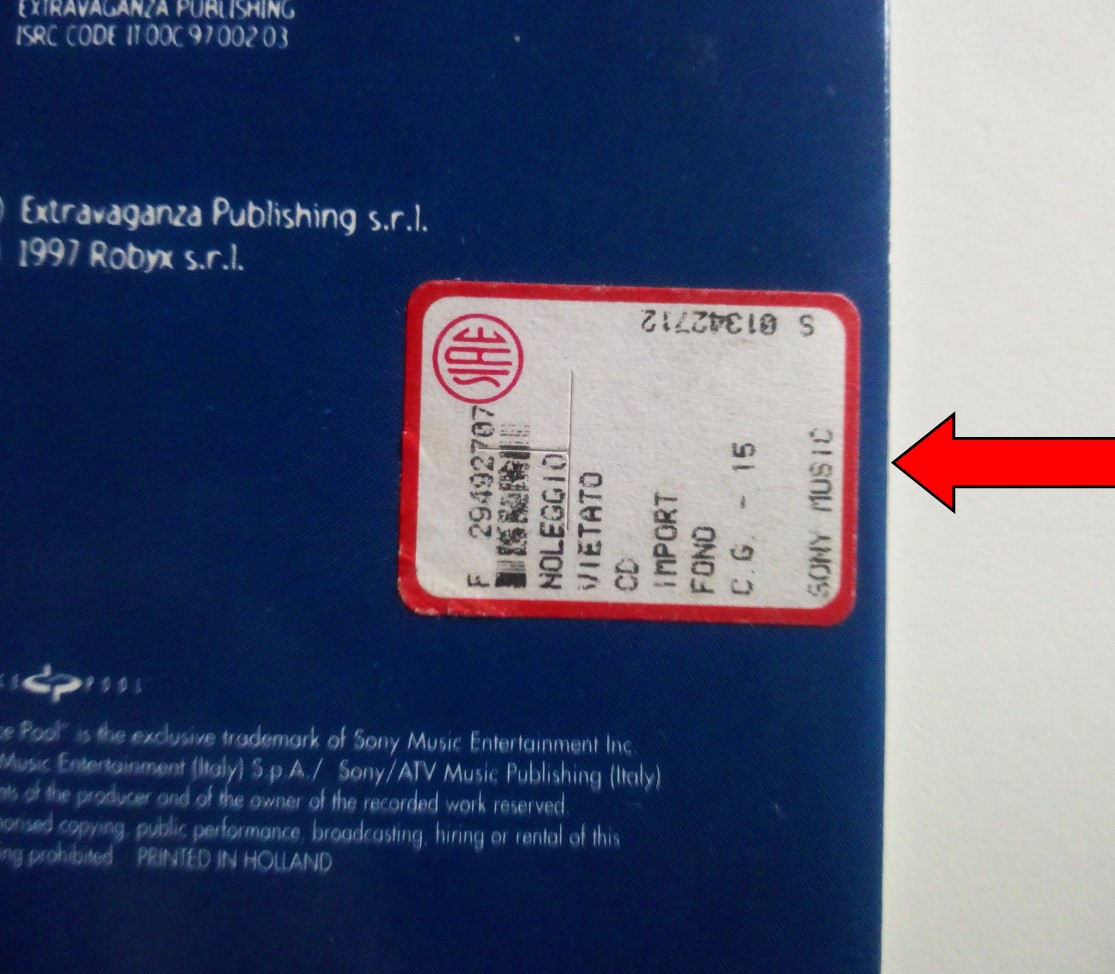 EXTRAVAGANZA PUBLISHING
ISRC CODE IT 00C 97 002 03
Extravaganza Publishing s.r.l.
1997 Robyx s.r.l.
SIAE
F 29492707
NOLEGGIO
VIETATO
CD
IMPORT
FONO
C.G. - 15
SONY MUSIC
S 01342712
POOL
Pool" is the exclusive trademark of Sony Music Entertainment Inc.
Music Entertainment (Italy) S.p.A./ Sony/ATV Music Publishing (Italy)
of the producer and of the owner of the recorded work reserved.
copying, public performance, broadcasting, hiring or rental of this
prohibited. PRINTED IN HOLLAND